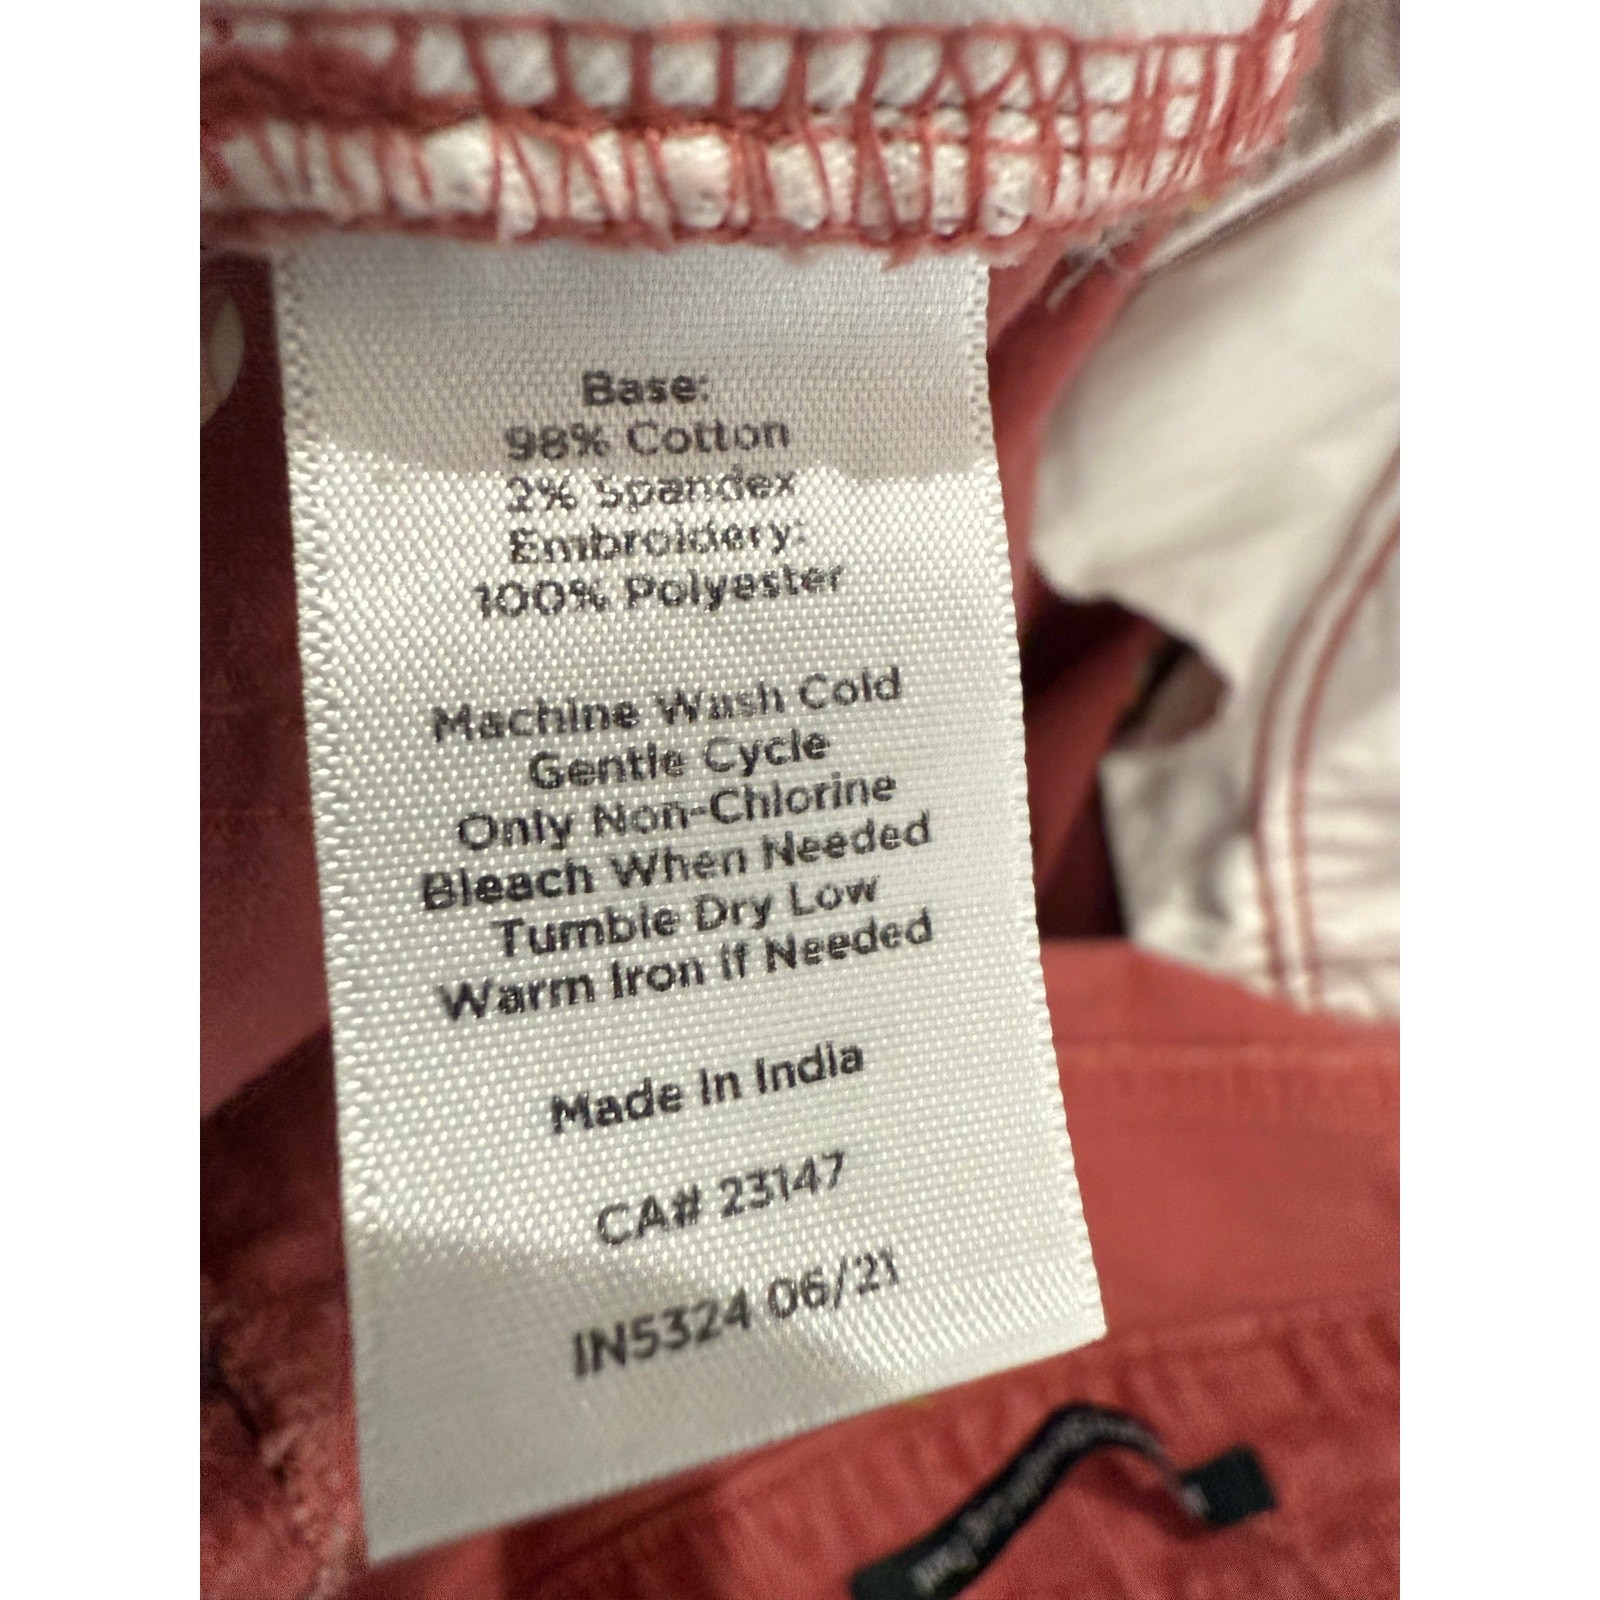 Base:
98% Cotton
2% Spandex
Embroidery:
100% Polyester
Machine Wash Cold
Gentle Cycle
Only Non-Chlorine
Bleach When Needed
Tumble Dry Low
Warm Iron If Needed
Made In India
CA# 23147
IN5324 06/21